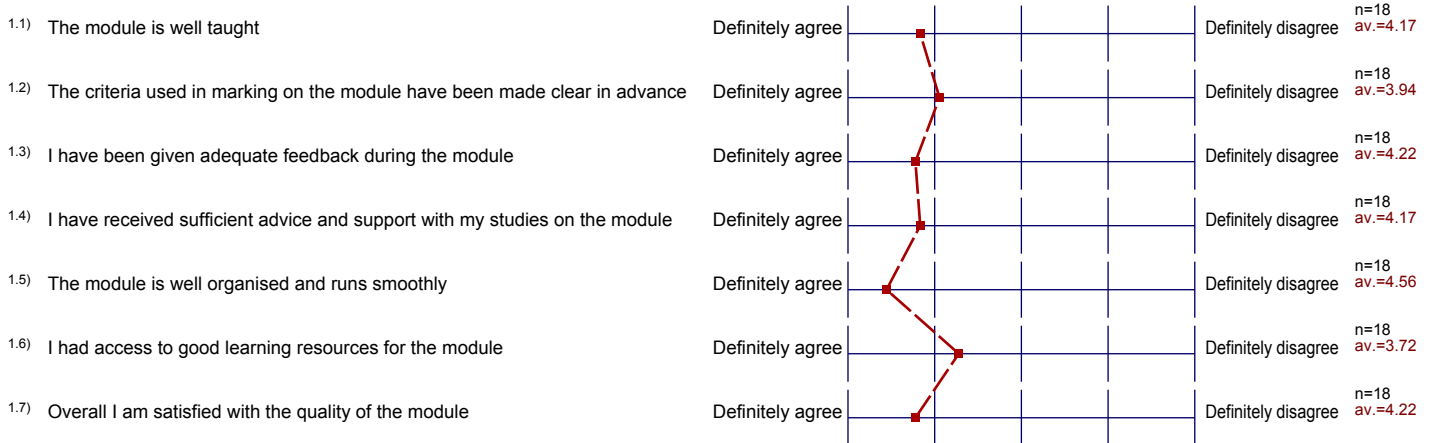 1.1) The module is well taught Definitely agree Definitely disagree n=18 av.=4.17
1.2) The criteria used in marking on the module have been made clear in advance Definitely agree Definitely disagree n=18 av.=3.94
1.3) I have been given adequate feedback during the module Definitely agree Definitely disagree n=18 av.=4.22
1.4) I have received sufficient advice and support with my studies on the module Definitely agree Definitely disagree n=18 av.=4.17
1.5) The module is well organised and runs smoothly Definitely agree Definitely disagree n=18 av.=4.56
1.6) I had access to good learning resources for the module Definitely agree Definitely disagree n=18 av.=3.72
1.7) Overall I am satisfied with the quality of the module Definitely agree Definitely disagree n=18 av.=4.22